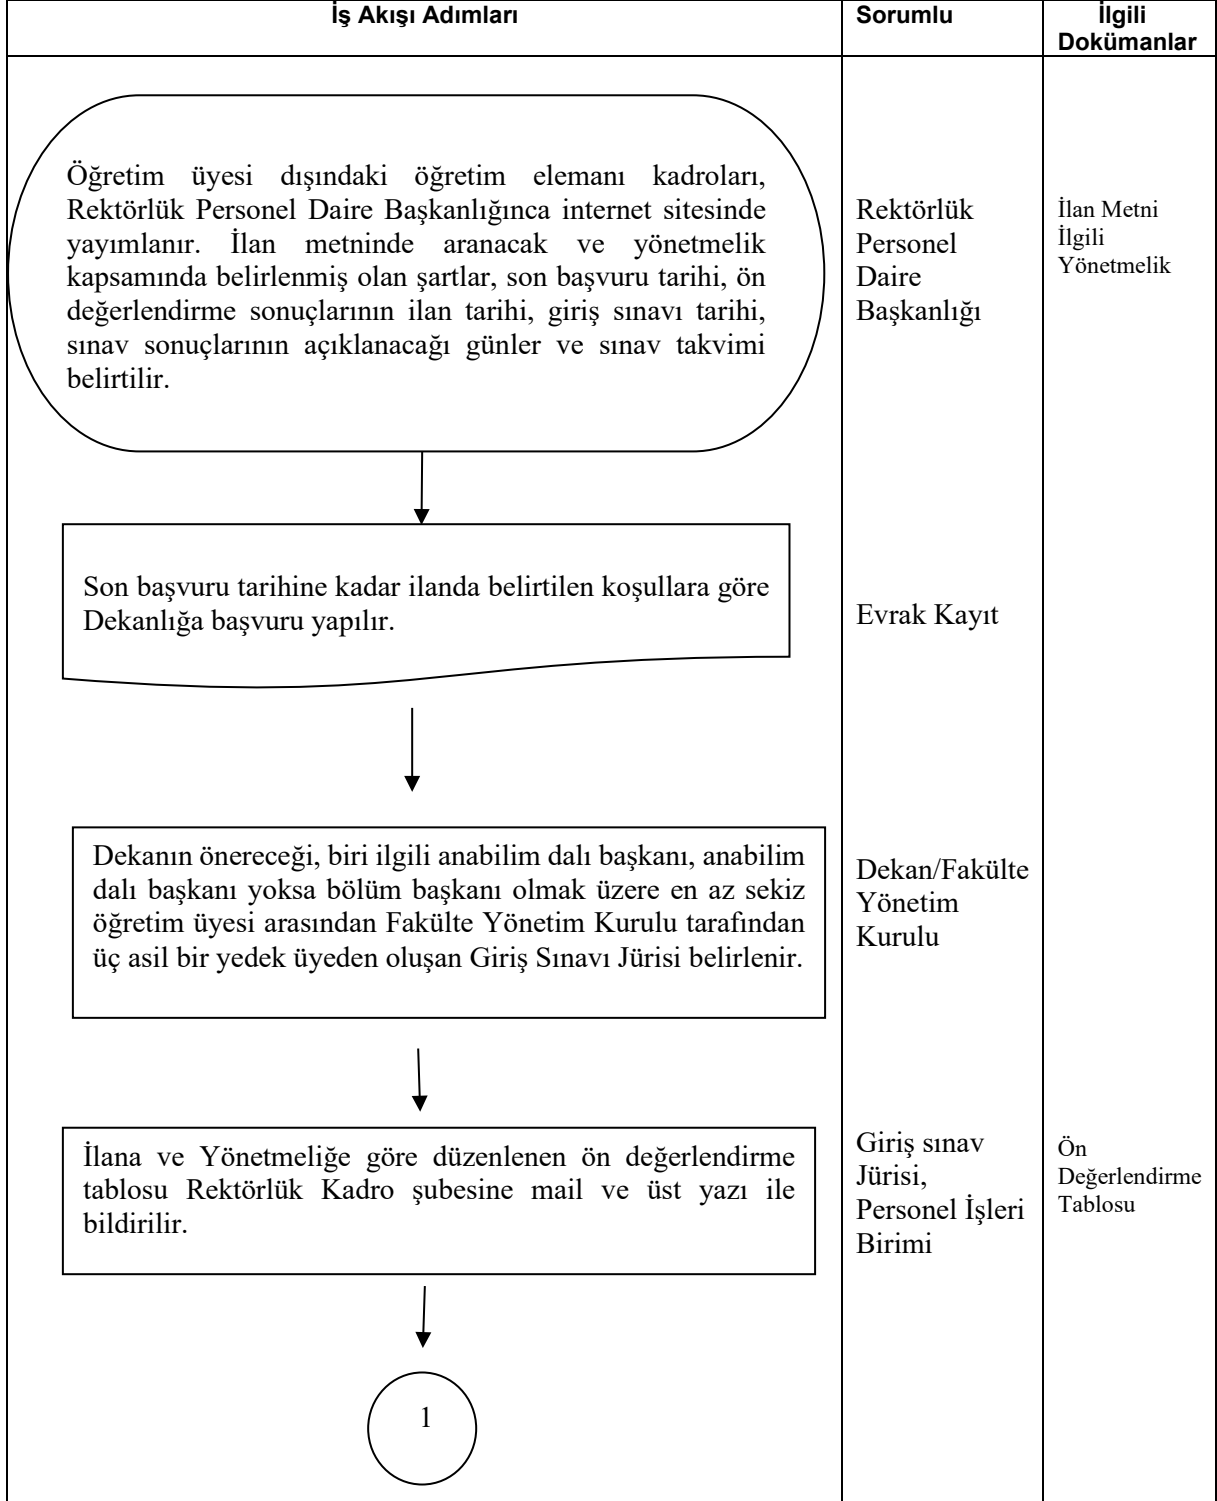 İş Akışı Adımları
Sorumlu
İlgili
Dokümanlar
Öğretim üyesi dışındaki öğretim elemanı kadroları,
Rektörlük Personel Daire Başkanlığınca internet sitesinde
yayımlanır. İlan metninde aranacak ve yönetmelik
kapsamında belirlenmiş olan şartlar, son başvuru tarihi, ön
değerlendirme sonuçlarının ilan tarihi, giriş sınavı tarihi,
sınav sonuçlarının açıklanacağı günler ve sınav takvimi
belirtilir.
Rektörlük
Personel
Daire
Başkanlığı
İlan Metni
İlgili
Yönetmelik
Son başvuru tarihine kadar ilanda belirtilen koşullara göre
Dekanlığa başvuru yapılır.
Evrak Kayıt
Dekanın önereceği, biri ilgili anabilim dalı başkanı, anabilim
dalı başkanı yoksa bölüm başkanı olmak üzere en az sekiz
öğretim üyesi arasından Fakülte Yönetim Kurulu tarafından
üç asil bir yedek üyeden oluşan Giriş Sınavı Jürisi belirlenir.
Dekan/Fakülte
Yönetim
Kurulu
İlana ve Yönetmeliğe göre düzenlenen ön değerlendirme
tablosu Rektörlük Kadro şubesine mail ve üst yazı ile
bildirilir.
Giriş sınav
Jürisi,
Personel İşleri
Birimi
Ön
Değerlendirme
Tablosu
1